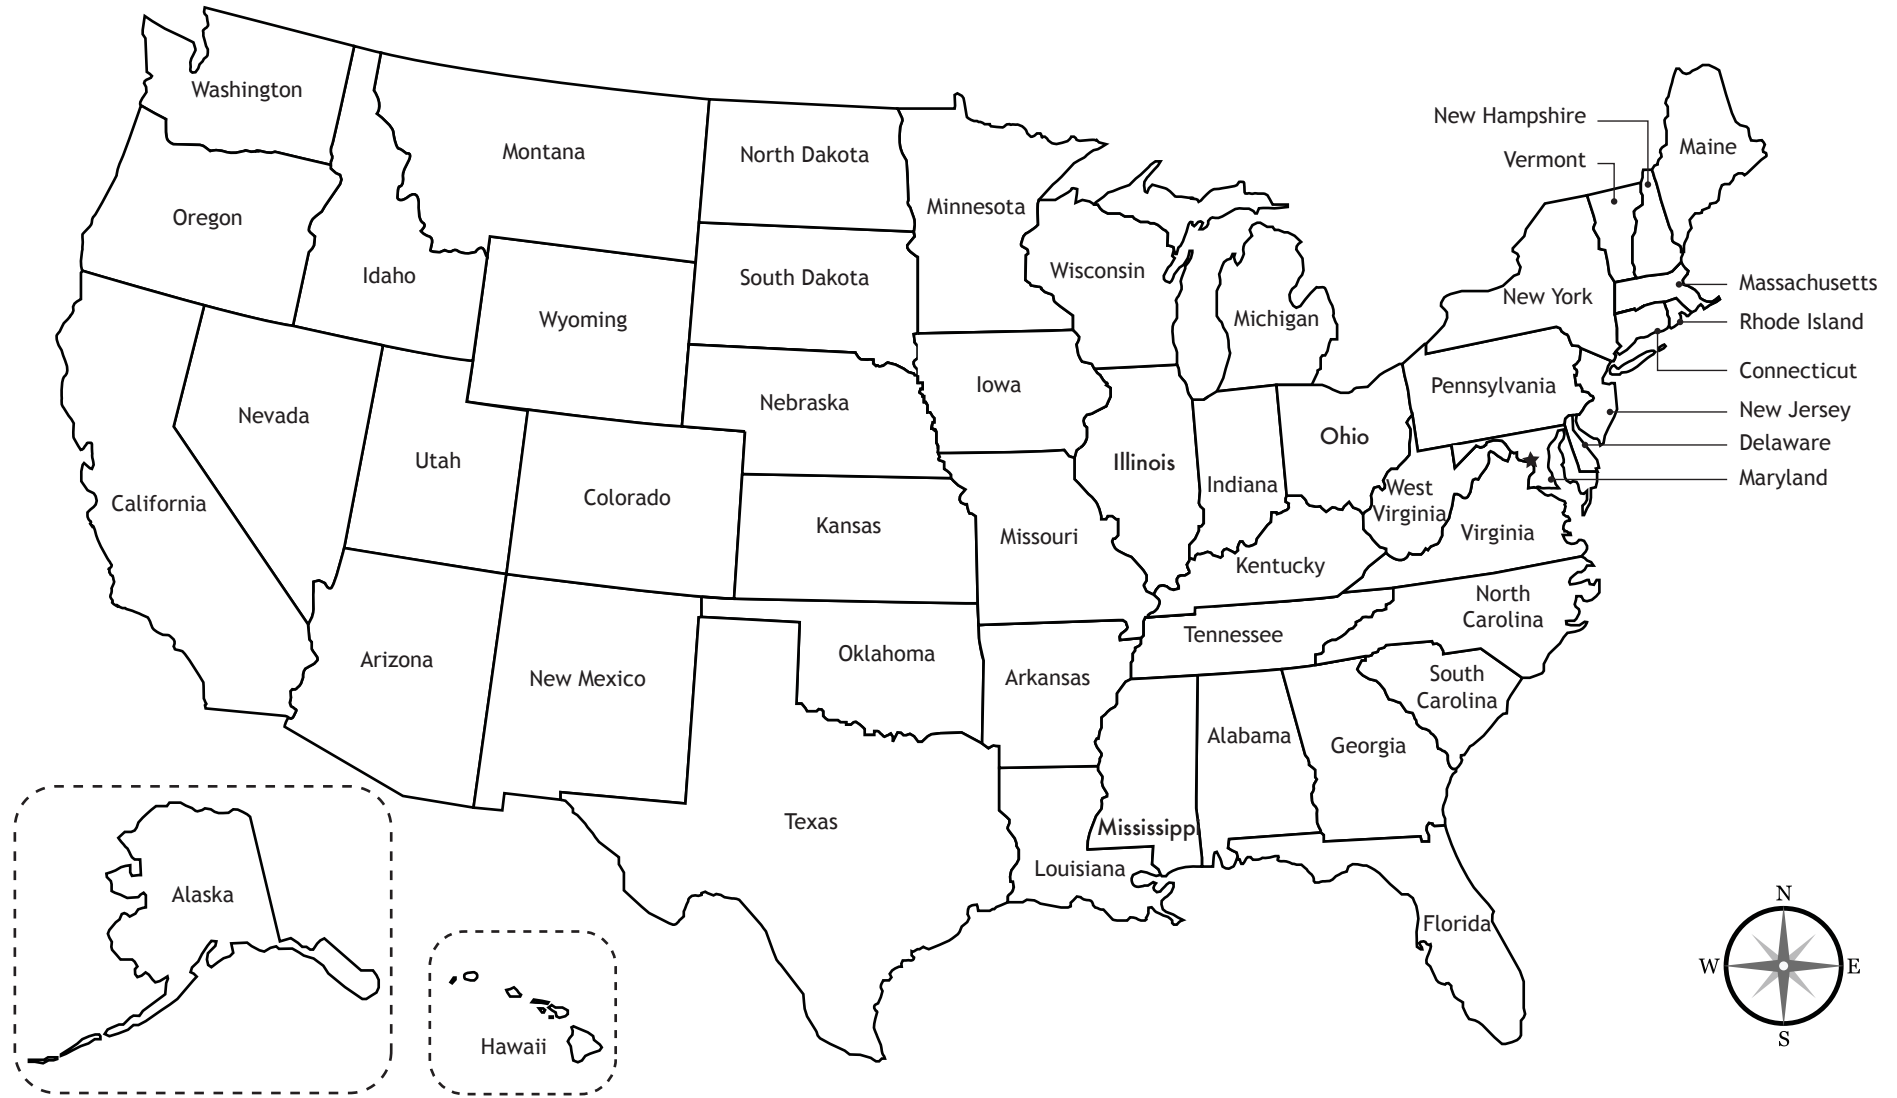 New Hampshire
Vermont
Maine
Washington
Montana
North Dakota
Minnesota
Oregon
Idaho
South Dakota
Wisconsin
Wyoming
Michigan
New York
Massachusetts
Rhode Island
Connecticut
New Jersey
Delaware
Maryland
Iowa
Pennsylvania
Nebraska
Nevada
Utah
Colorado
California
Illinois
Indiana
Ohio
West
Virginia
Virginia
Kansas
Missouri
Kentucky
North
Carolina
Tennessee
Arizona
New Mexico
Oklahoma
Arkansas
South
Carolina
Alabama
Georgia
Texas
Mississipp
Louisiana
Florida
Alaska
Hawaii
N
W
E
S